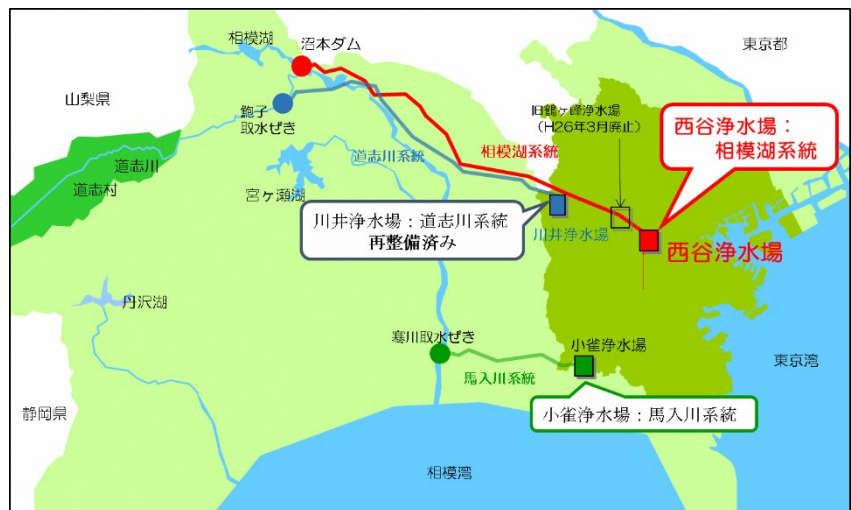 相模湖
沼本ダム
東京都
山梨県
鮑子
取水ぜき
旧鶴ヶ峰浄水場
(H26年3月廃止)
西谷浄水場：
相模湖系統
道志川
道志村
道志川系統
相模湖系統
宮ヶ瀬湖
川井浄水場：道志川系統
再整備済み
川井浄水場
西谷浄水場
丹沢湖
寒川取水ぜき
小雀浄水場
東京湾
馬入川系統
静岡県
小雀浄水場：馬入川系統
相模湾